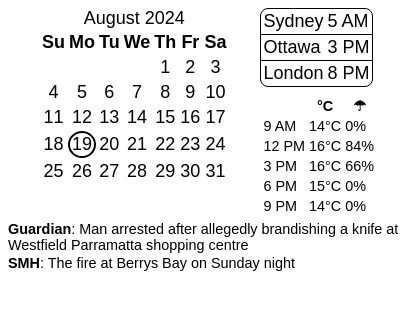 August 2024
Su Mo Tu We Th Fr Sa
1 2 3
4 5 6 7 8 9 10
11 12 13 14 15 16 17
18 19 20 21 22 23 24
25 26 27 28 29 30 31
Sydney 5 AM
Ottawa 3 PM
London 8 PM
°C ☂
9 AM 14°C 0%
12 PM 16°C 84%
3 PM 16°C 66%
6 PM 15°C 0%
9 PM 14°C 0%
Guardian: Man arrested after allegedly brandishing a knife at
Westfield Parramatta shopping centre
SMH: The fire at Berrys Bay on Sunday night